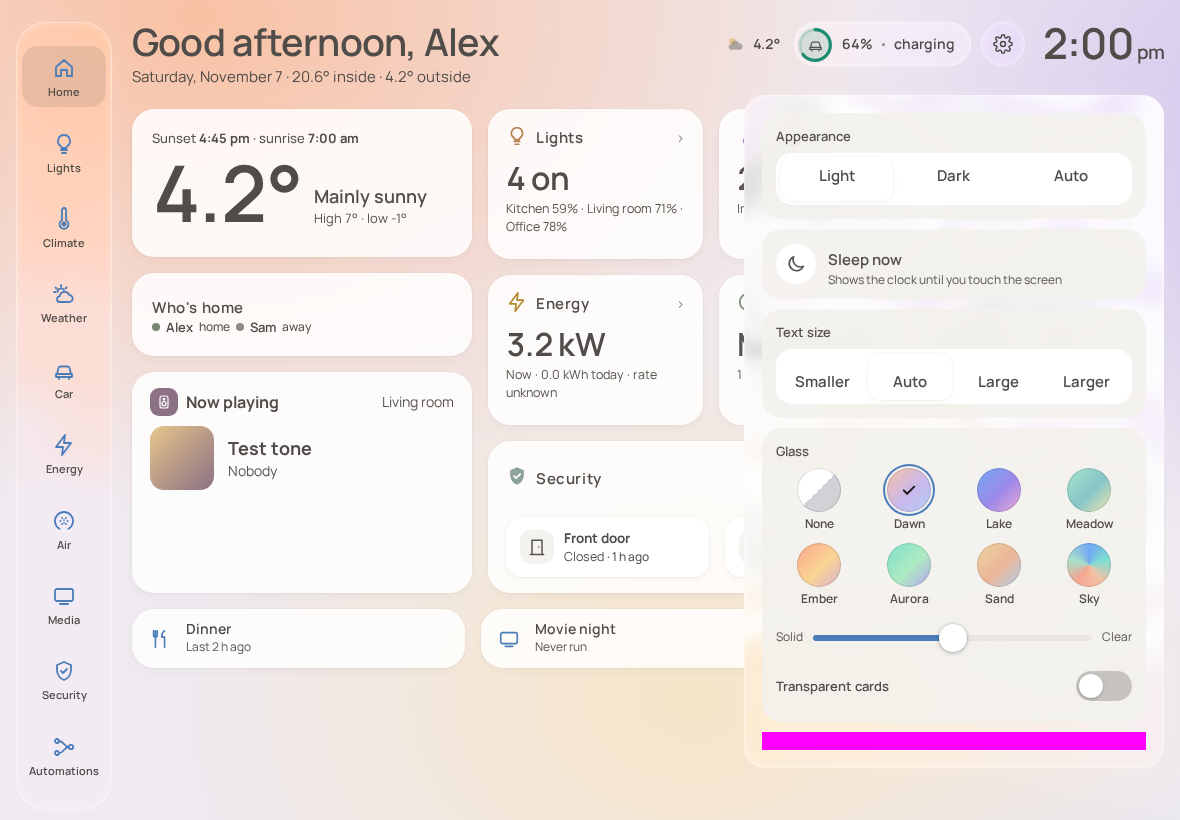 Good afternoon, Alex
Saturday, November 7 · 20.6° inside · 4.2° outside
4.2°
64% · charging
2:00 pm
Home
Lights
Climate
Weather
Car
Energy
Air
Media
Security
Automations
Sunset 4:45 pm · sunrise 7:00 am
4.2°
Mainly sunny
High 7° · low -1°
Who's home
Alex home Sam away
Now playing
Living room
Test tone
Nobody
Lights
4 on
Kitchen 59% · Living room 71% ·
Office 78%
Energy
3.2 kW
Now · 0.0 kWh today · rate
unknown
Security
Front door
Closed · 1 h ago
Dinner
Last 2 h ago
Movie night
Never run
Appearance
Light Dark Auto
Sleep now
Shows the clock until you touch the screen
Text size
Smaller Auto Large Larger
Glass
None Dawn Lake Meadow
Ember Aurora Sand Sky
Solid Clear
Transparent cards